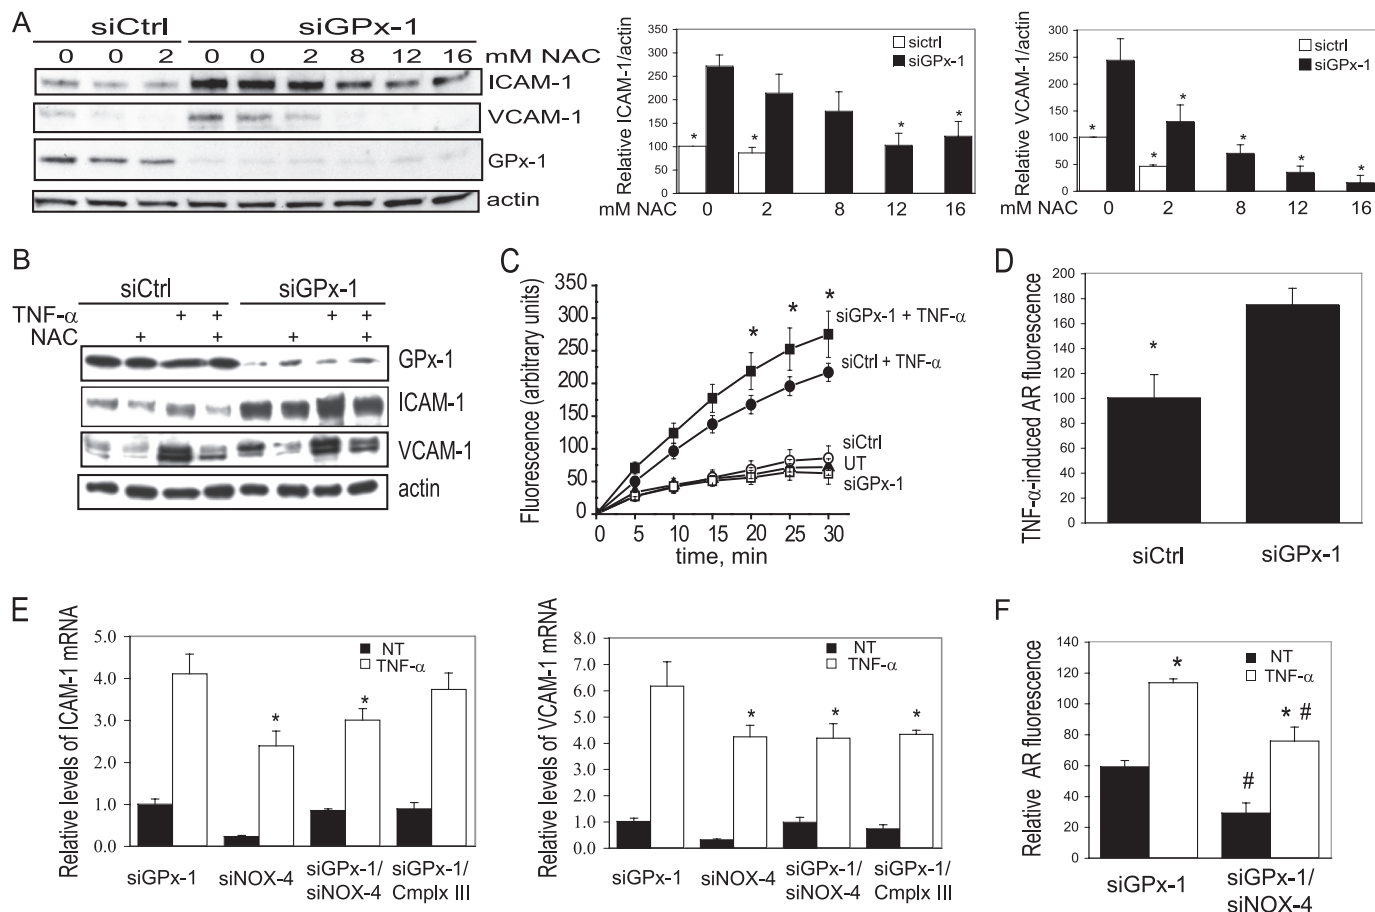 A
siCtrl siGPx-1
0 0 2 0 0 2 8 12 16 mM NAC
ICAM-1
VCAM-1
GPx-1
actin
Relative ICAM-1/actin
350
300
250
200
150
100
50
0
sictrl
siGPx-1
* * * *
mM NAC 0 2 8 12 16
Relative VCAM-1/actin
300
250
200
150
100
50
0
sictrl
siGPx-1
* * * * * *
mM NAC 0 2 8 12 16
B
siCtrl siGPx-1
TNF-α + + + +
NAC + + + +
GPx-1
ICAM-1
VCAM-1
actin
C
Fluorescence (arbitrary units)
350
300
250
200
150
100
50
0
* * *
siGPx-1 + TNF-α
siCtrl + TNF-α
siCtrl
UT
siGPx-1
0 5 10 15 20 25 30
time, min
D
TNF-α-induced AR fluorescence
200
180
160
140
120
100
80
60
40
20
0
*
siCtrl siGPx-1
E
Relative levels of ICAM-1 mRNA
5.0
4.0
3.0
2.0
1.0
0.0
NT
TNF-α
* *
siGPx-1 siNOX-4 siGPx-1/ siGPx-1/
siNOX-4 Cmplx III
Relative levels of VCAM-1 mRNA
8.0
7.0
6.0
5.0
4.0
3.0
2.0
1.0
0.0
NT
TNF-α
* * *
siGPx-1 siNOX-4 siGPx-1/ siGPx-1/
siNOX-4 Cmplx III
F
Relative AR fluorescence
140
120
100
80
60
40
20
0
NT
TNF-α
*
* #
#
siGPx-1 siGPx-1/
siNOX-4